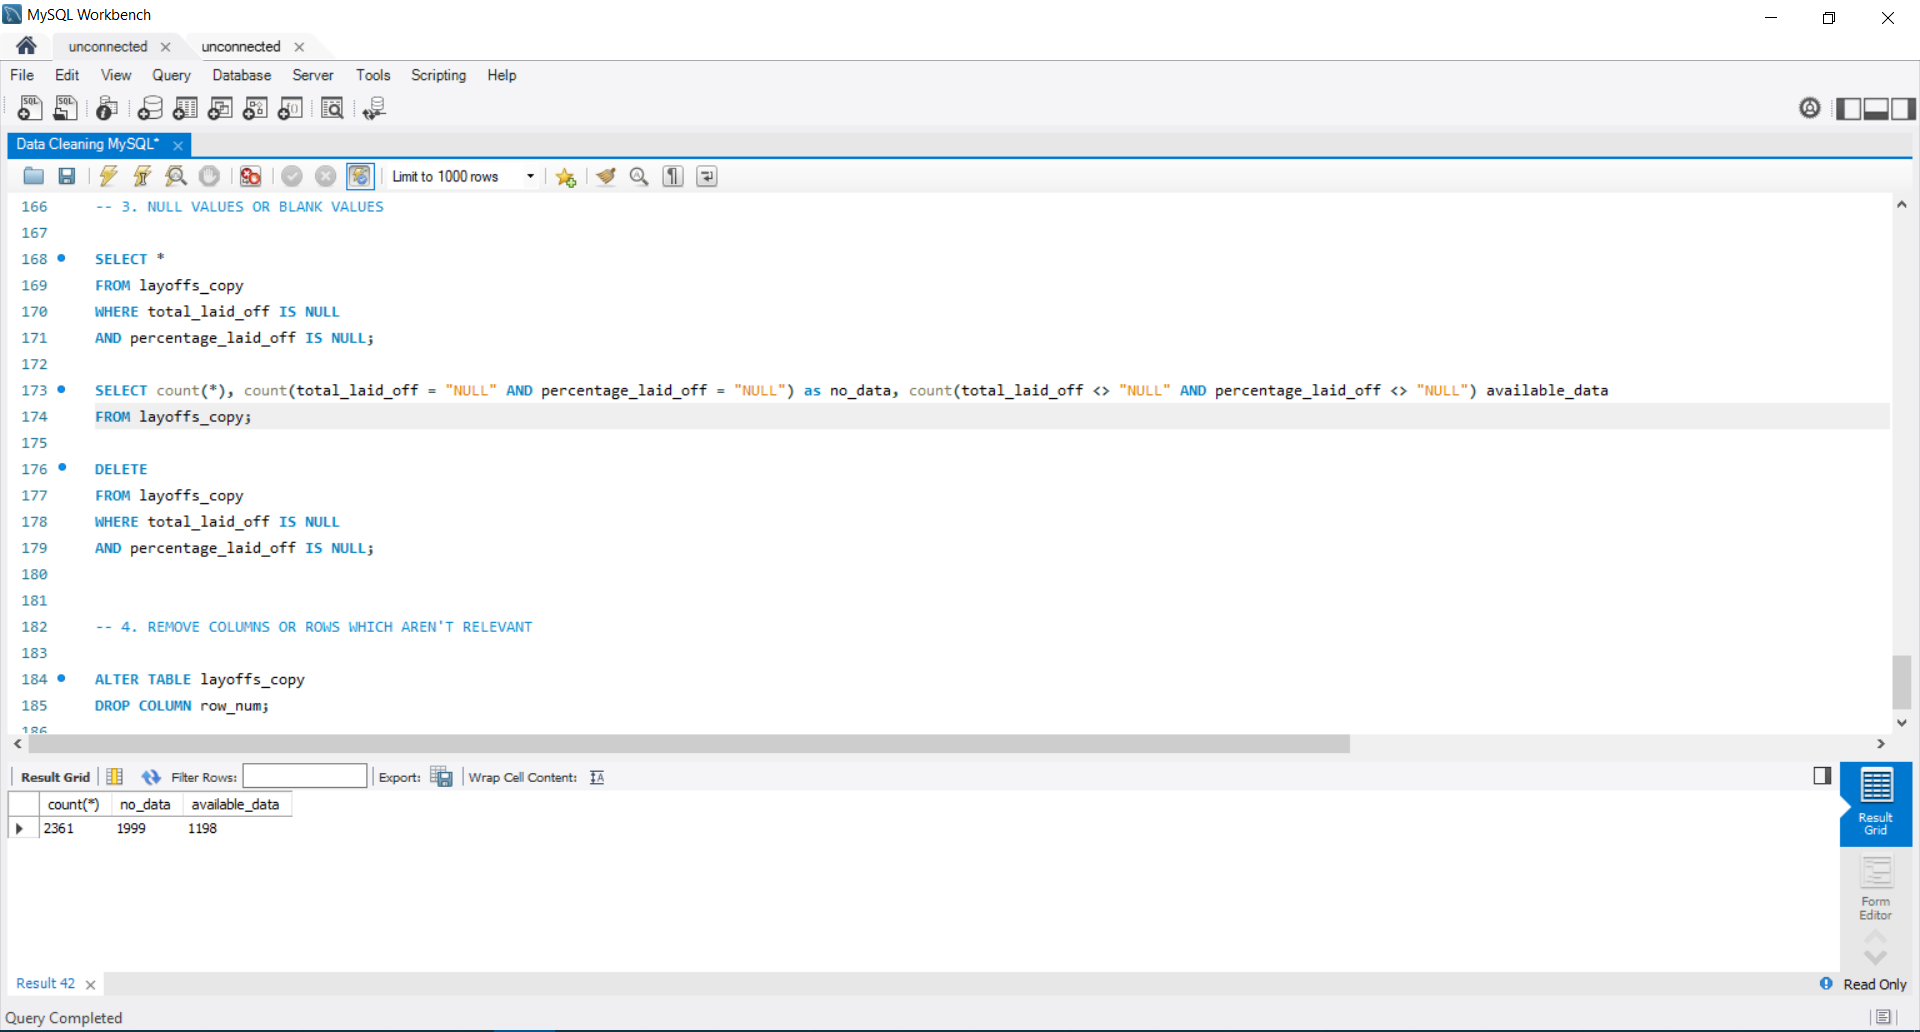 MySQL Workbench
unconnected
unconnected
File Edit View Query Database Server Tools Scripting Help
Data Cleaning MySQL*
Limit to 1000 rows
166 -- 3. NULL VALUES OR BLANK VALUES
167
168 SELECT *
169 FROM layoffs_copy
170 WHERE total_laid_off IS NULL
171 AND percentage_laid_off IS NULL;
172
173 SELECT count(*), count(total_laid_off = "NULL" AND percentage_laid_off = "NULL") as no_data, count(total_laid_off <> "NULL" AND percentage_laid_off <> "NULL") available_data
174 FROM layoffs_copy;
175
176 DELETE
177 FROM layoffs_copy
178 WHERE total_laid_off IS NULL
179 AND percentage_laid_off IS NULL;
180
181
182 -- 4. REMOVE COLUMNS OR ROWS WHICH AREN'T RELEVANT
183
184 ALTER TABLE layoffs_copy
185 DROP COLUMN row_num;
186
Result Grid Filter Rows: Export: Wrap Cell Content:
count(*) no_data available_data
2361 1999 1198
Result
Grid
Form
Editor
Result 42
Read Only
Query Completed